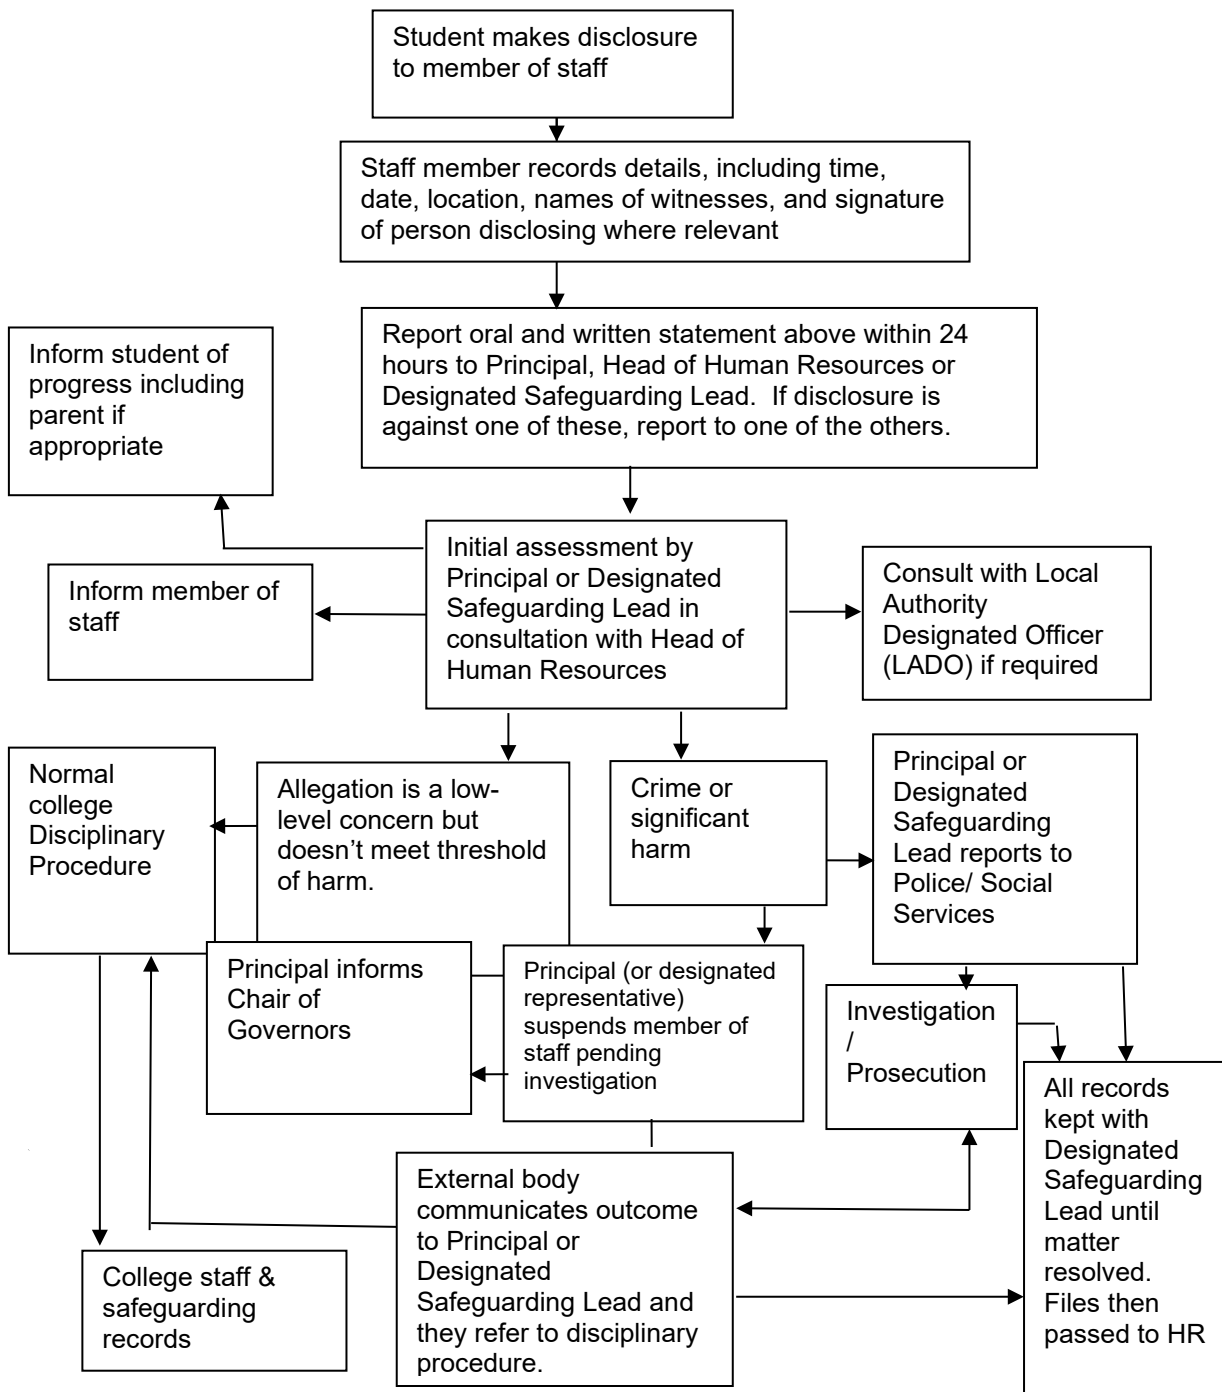 Student makes disclosure
to member of staff
Staff member records details, including time,
date, location, names of witnesses, and signature
of person disclosing where relevant
Report oral and written statement above within 24
hours to Principal, Head of Human Resources or
Designated Safeguarding Lead.  If disclosure is
against one of these, report to one of the others.
Inform student of
progress including
parent if
appropriate
Initial assessment by
Principal or Designated
Safeguarding Lead in
consultation with Head of
Human Resources
Inform member of
staff
Consult with Local
Authority
Designated Officer
(LADO) if required
Normal
college
Disciplinary
Procedure
Allegation is a low-
level concern but
doesn’t meet threshold
of harm.
Crime or
significant
harm
Principal or
Designated
Safeguarding
Lead reports to
Police/ Social
Services
Principal informs
Chair of
Governors
Principal (or designated
representative)
suspends member of
staff pending
investigation
Investigation
/
Prosecution
All records
kept with
Designated
Safeguarding
Lead until
matter
resolved.
Files then
passed to HR
External body
communicates outcome
to Principal or
Designated
Safeguarding Lead and
they refer to disciplinary
procedure.
College staff &
safeguarding
records